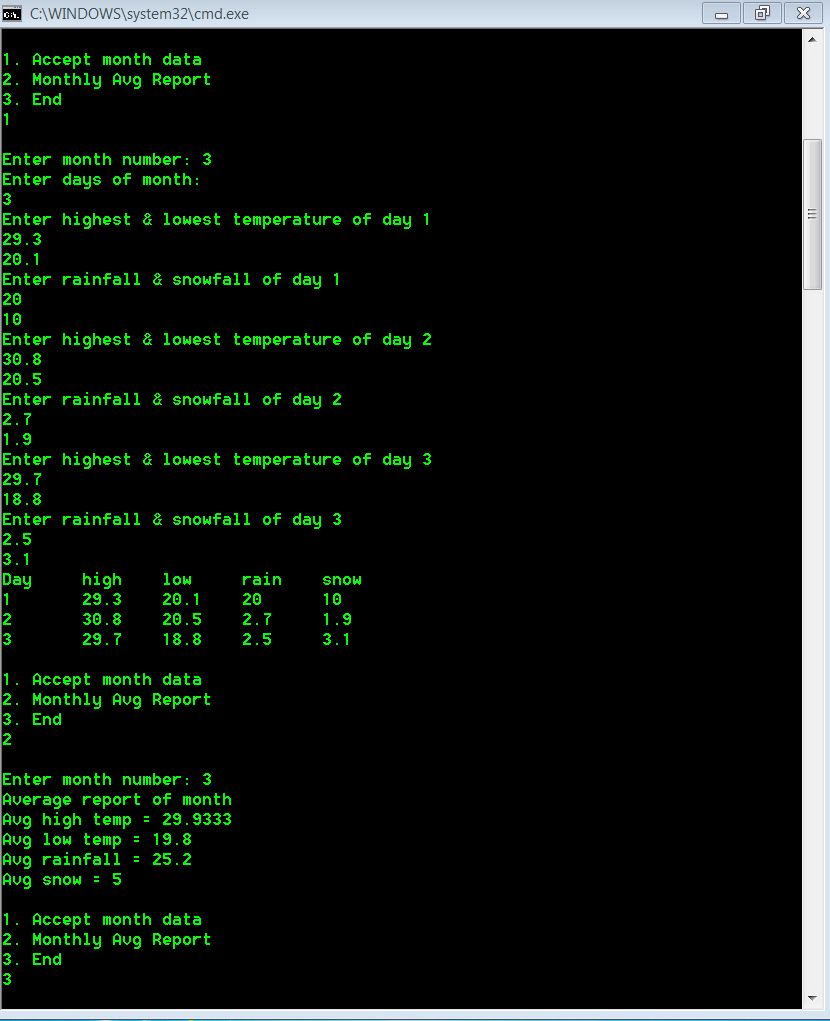 C:\WINDOWS\system32\cmd.exe
1. Accept month data
2. Monthly Avg Report
3. End
1
Enter month number: 3
Enter days of month:
3
Enter highest & lowest temperature of day 1
29.3
20.1
Enter rainfall & snowfall of day 1
20
10
Enter highest & lowest temperature of day 2
30.8
20.5
Enter rainfall & snowfall of day 2
2.7
1.9
Enter highest & lowest temperature of day 3
29.7
18.8
Enter rainfall & snowfall of day 3
2.5
3.1
Day high low rain snow
1 29.3 20.1 20 10
2 30.8 20.5 2.7 1.9
3 29.7 18.8 2.5 3.1
1. Accept month data
2. Monthly Avg Report
3. End
2
Enter month number: 3
Average report of month
Avg high temp = 29.9333
Avg low temp = 19.8
Avg rainfall = 25.2
Avg snow = 5
1. Accept month data
2. Monthly Avg Report
3. End
3